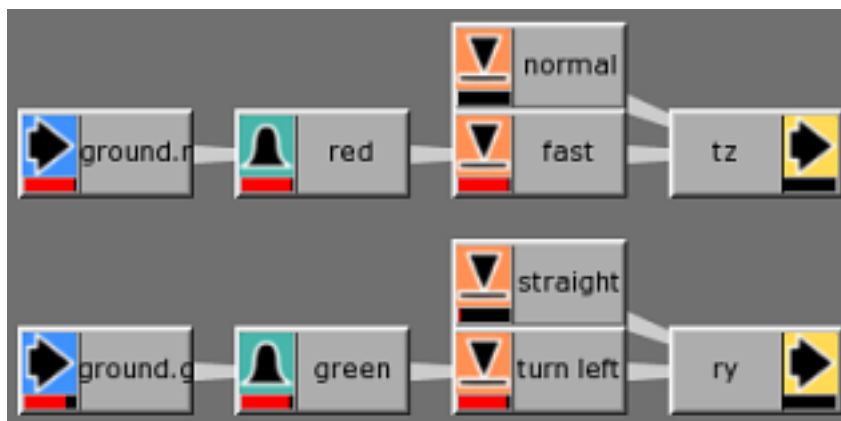 normal
ground.r
red
fast
tz
straight
ground.g
green
turn left
ry